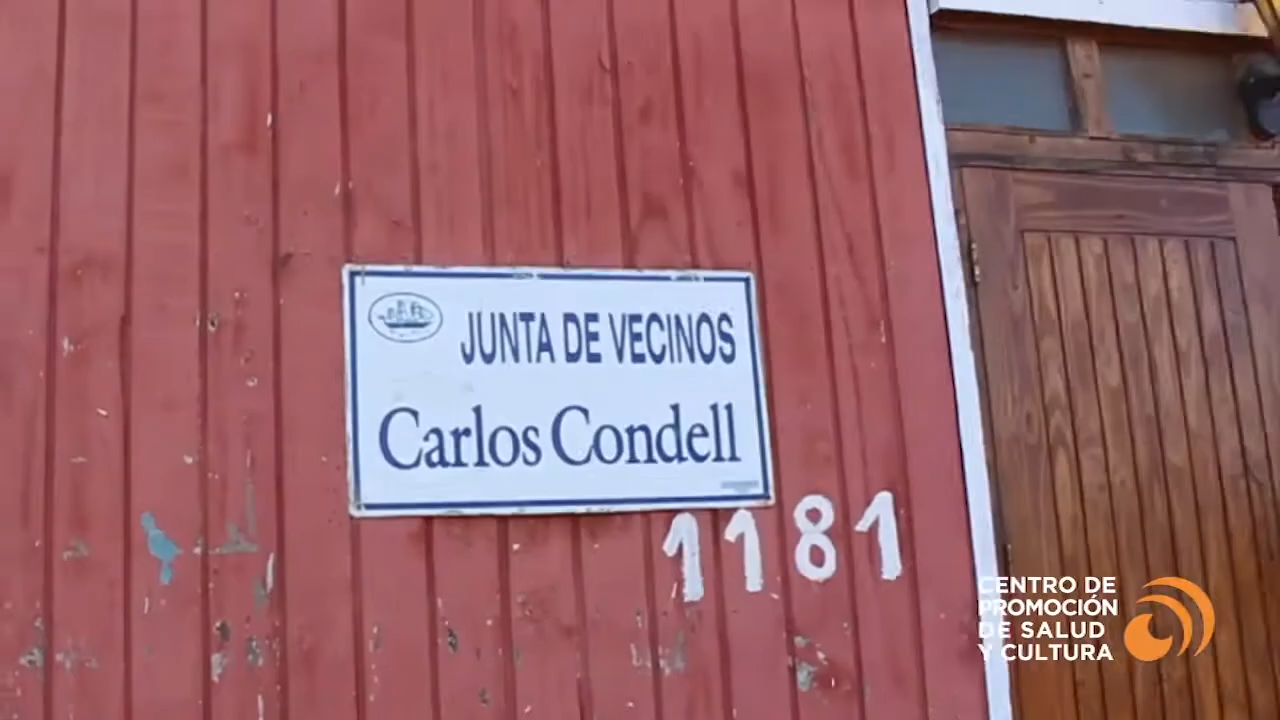 JUNTA DE VECINOS
Carlos Condell
1181
CENTRO DE
PROMOCIÓN
DE SALUD
Y CULTURA